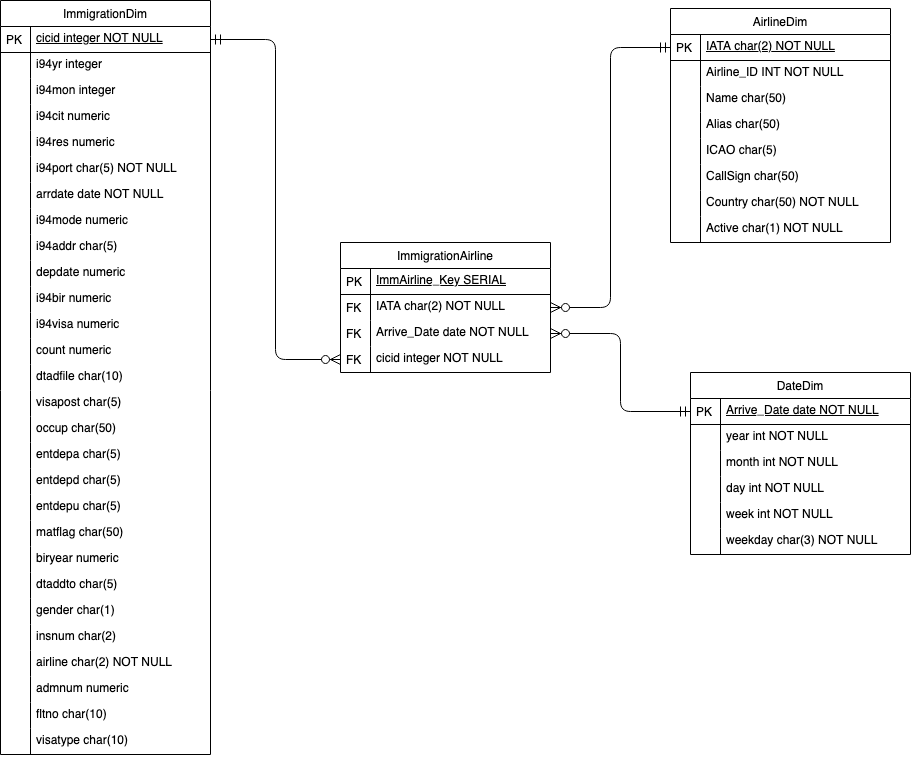 ImmigrationDim
PK cicid integer NOT NULL
i94yr integer
i94mon integer
i94cit numeric
i94res numeric
i94port char(5) NOT NULL
arrdate date NOT NULL
i94mode numeric
i94addr char(5)
depdate numeric
i94bir numeric
i94visa numeric
count numeric
dtadfile char(10)
visapost char(5)
occup char(50)
entdepa char(5)
entdepd char(5)
entdepu char(5)
matflag char(50)
biryear numeric
dtaddto char(5)
gender char(1)
insnum char(2)
airline char(2) NOT NULL
admnum numeric
fltno char(10)
visatype char(10)
ImmigrationAirline
PK ImmAirline_Key SERIAL
FK IATA char(2) NOT NULL
FK Arrive_Date date NOT NULL
FK cicid integer NOT NULL
AirlineDim
PK IATA char(2) NOT NULL
Airline_ID INT NOT NULL
Name char(50)
Alias char(50)
ICAO char(5)
CallSign char(50)
Country char(50) NOT NULL
Active char(1) NOT NULL
DateDim
PK Arrive_Date date NOT NULL
year int NOT NULL
month int NOT NULL
day int NOT NULL
week int NOT NULL
weekday char(3) NOT NULL